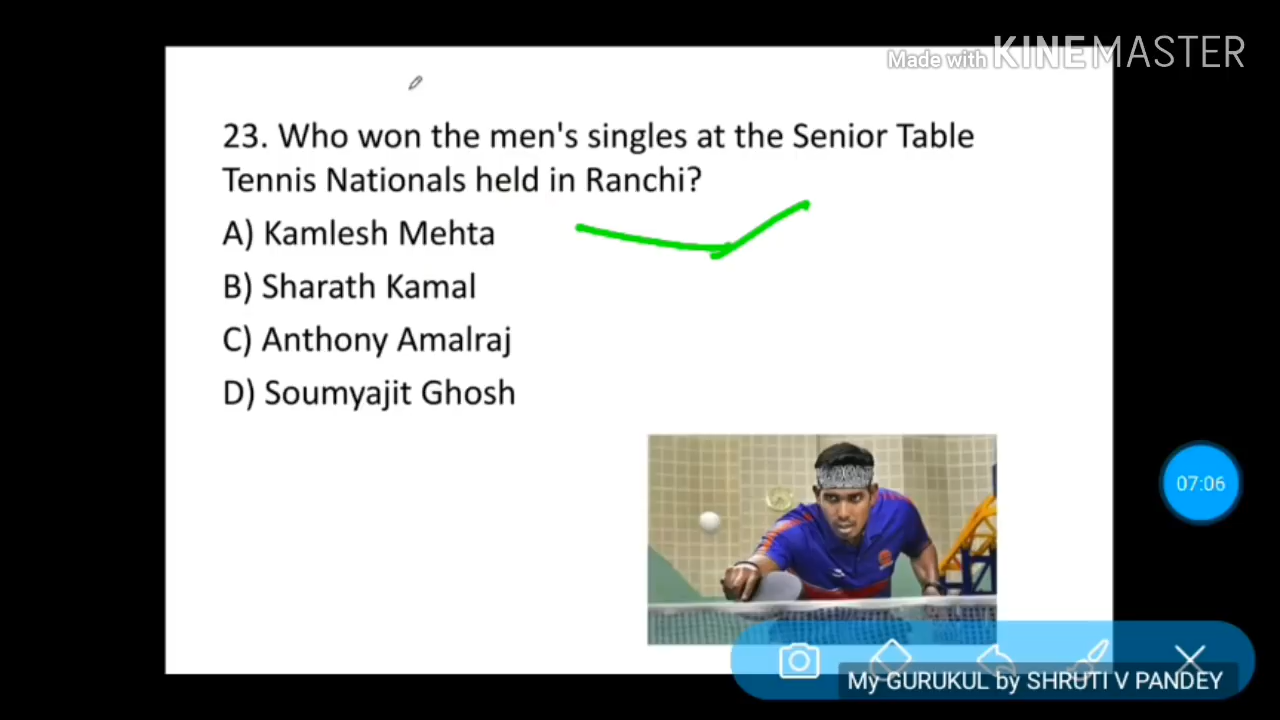 Made with KINEMASTER
23. Who won the men's singles at the Senior Table
Tennis Nationals held in Ranchi?
A) Kamlesh Mehta
B) Sharath Kamal
C) Anthony Amalraj
D) Soumyajit Ghosh
07:06
My GURUKUL by SHRUTI V PANDEY